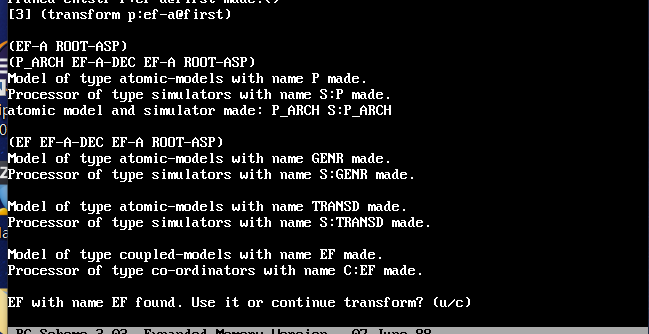 [3] (transform p:ef-a@first)
(EF-A ROOT-ASP)
(P_ARCH EF-A-DEC EF-A ROOT-ASP)
Model of type atomic-models with name P made.
Processor of type simulators with name S:P made.
atomic model and simulator made: P_ARCH S:P_ARCH
(EF EF-A-DEC EF-A ROOT-ASP)
Model of type atomic-models with name GENR made.
Processor of type simulators with name S:GENR made.
Model of type atomic-models with name TRANSD made.
Processor of type simulators with name S:TRANSD made.
Model of type coupled-models with name EF made.
Processor of type co-ordinators with name C:EF made.
EF with name EF found. Use it or continue transform? (u/c)
PC Scheme 3.03 Expanded Memory Version 07 June 88